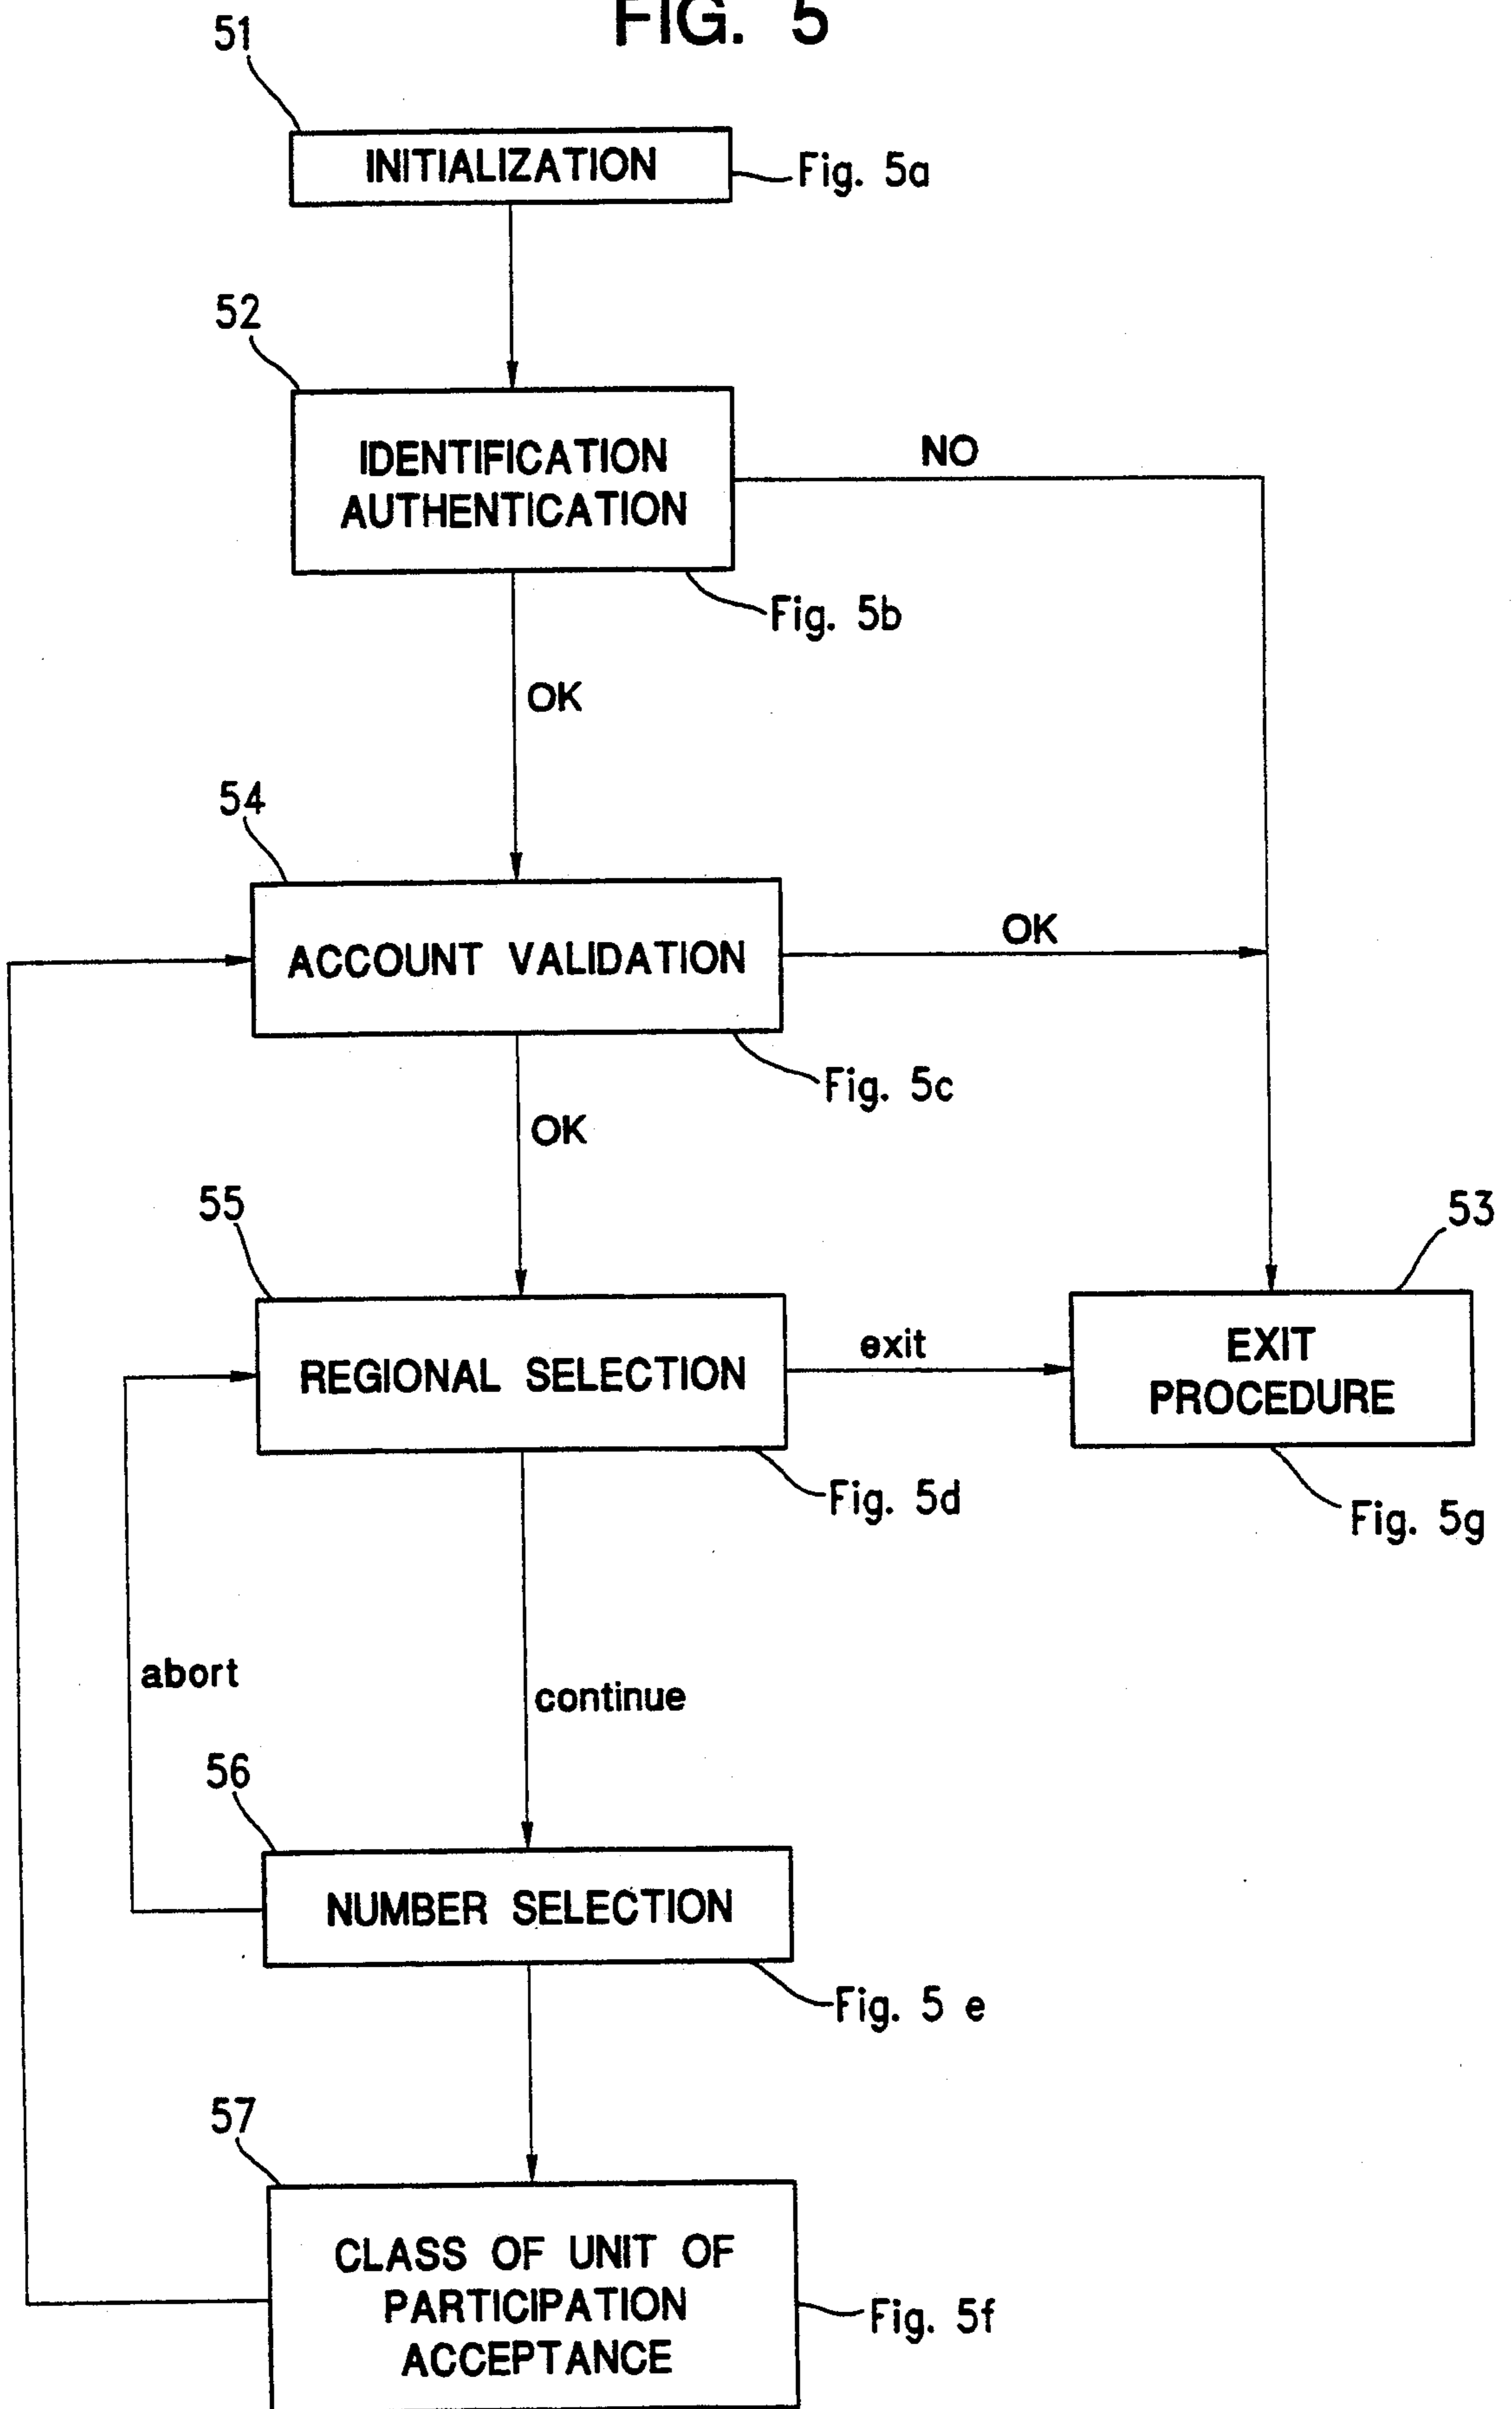 FIG. 5
51
INITIALIZATION
Fig. 5a
52
IDENTIFICATION
AUTHENTICATION
NO
Fig. 5b
OK
54
ACCOUNT VALIDATION
OK
Fig. 5c
OK
55
53
REGIONAL SELECTION
exit
EXIT
PROCEDURE
Fig. 5d
Fig. 5g
abort
continue
56
NUMBER SELECTION
Fig. 5 e
57
CLASS OF UNIT OF
PARTICIPATION
ACCEPTANCE
Fig. 5f